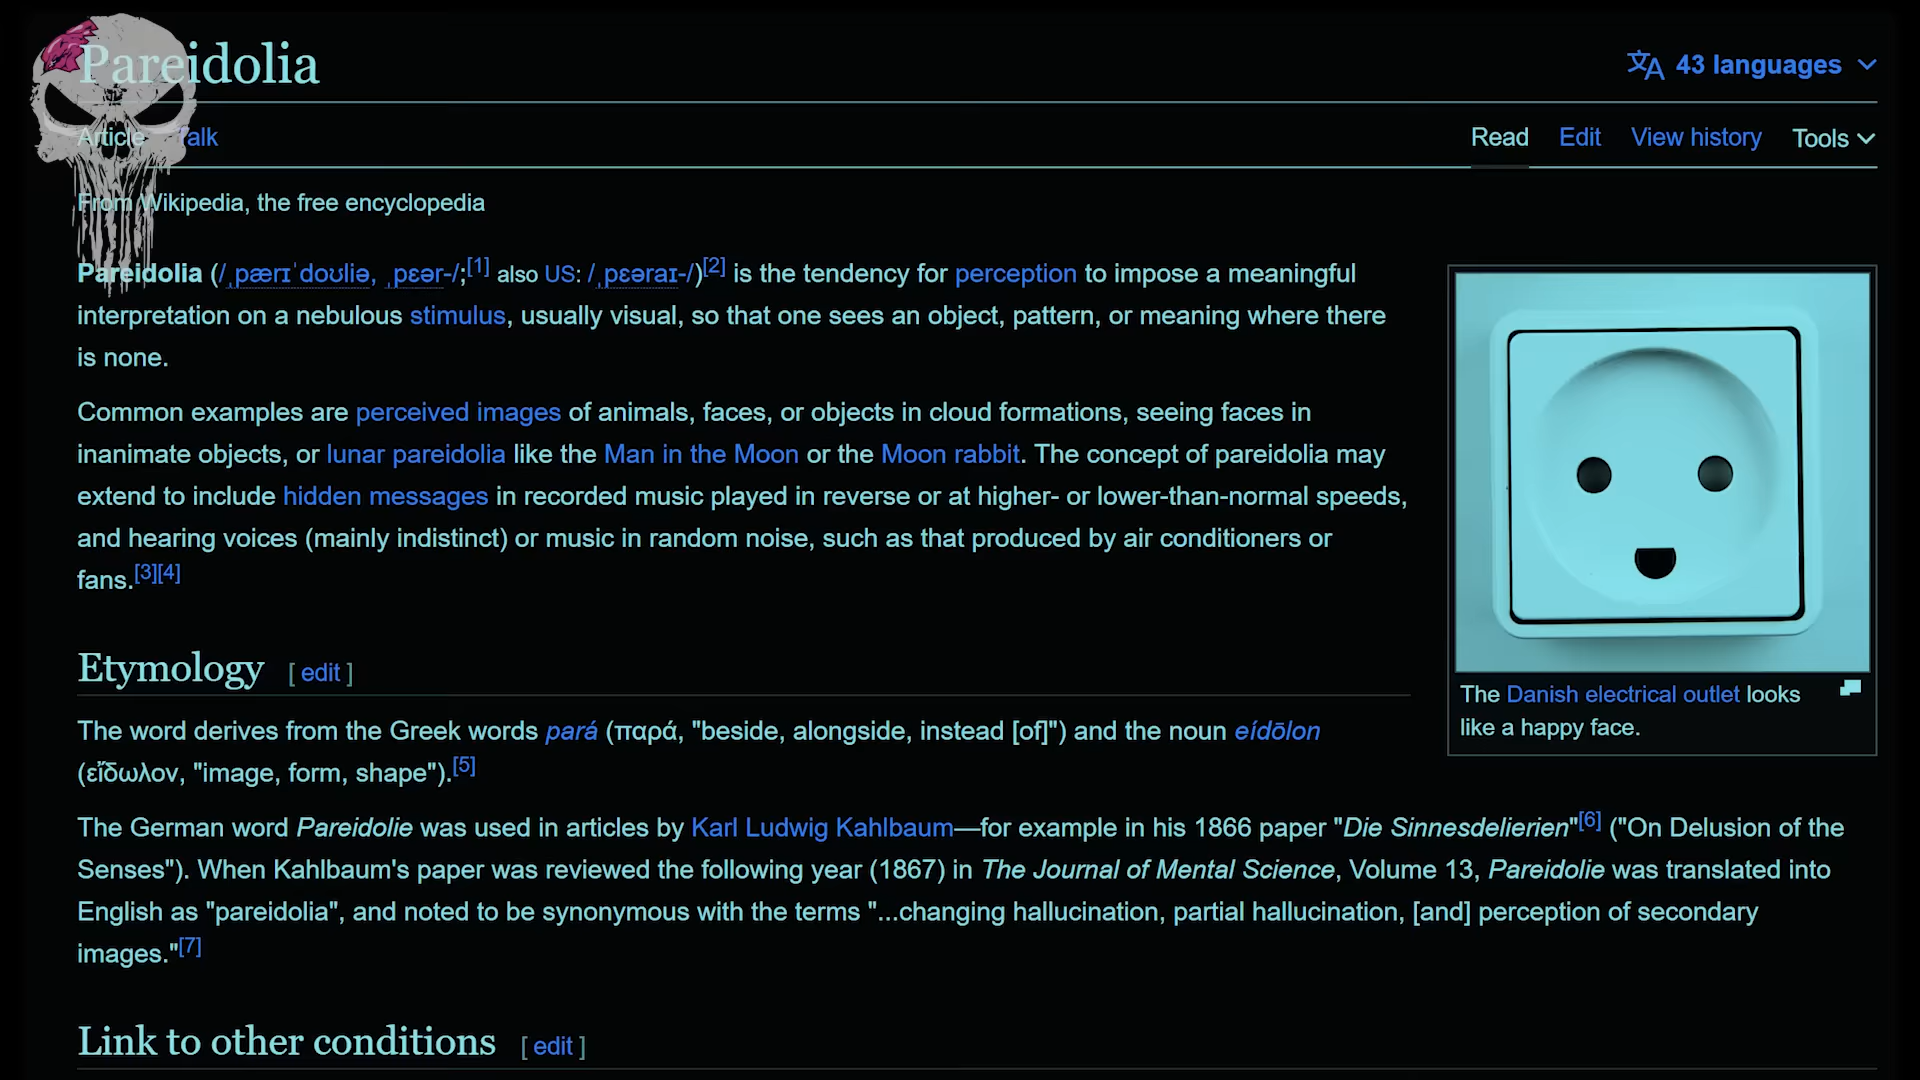 Pareidolia
43 languages
Article Talk
Read Edit View history Tools
From Wikipedia, the free encyclopedia
Pareidolia (/ˌpærɪˈdoʊliə, ˌpɛər-/;[1] also US: /ˌpɛəraɪ-/)[2] is the tendency for perception to impose a meaningful
interpretation on a nebulous stimulus, usually visual, so that one sees an object, pattern, or meaning where there
is none.
Common examples are perceived images of animals, faces, or objects in cloud formations, seeing faces in
inanimate objects, or lunar pareidolia like the Man in the Moon or the Moon rabbit. The concept of pareidolia may
extend to include hidden messages in recorded music played in reverse or at higher- or lower-than-normal speeds,
and hearing voices (mainly indistinct) or music in random noise, such as that produced by air conditioners or
fans.[3][4]
The Danish electrical outlet looks
like a happy face.
Etymology [ edit ]
The word derives from the Greek words pará (παρά, "beside, alongside, instead [of]") and the noun eídōlon
(εἴδωλον, "image, form, shape").[5]
The German word Pareidolie was used in articles by Karl Ludwig Kahlbaum—for example in his 1866 paper "Die Sinnesdelierien"[6] ("On Delusion of the
Senses"). When Kahlbaum's paper was reviewed the following year (1867) in The Journal of Mental Science, Volume 13, Pareidolie was translated into
English as "pareidolia", and noted to be synonymous with the terms "...changing hallucination, partial hallucination, [and] perception of secondary
images."[7]
Link to other conditions [ edit ]